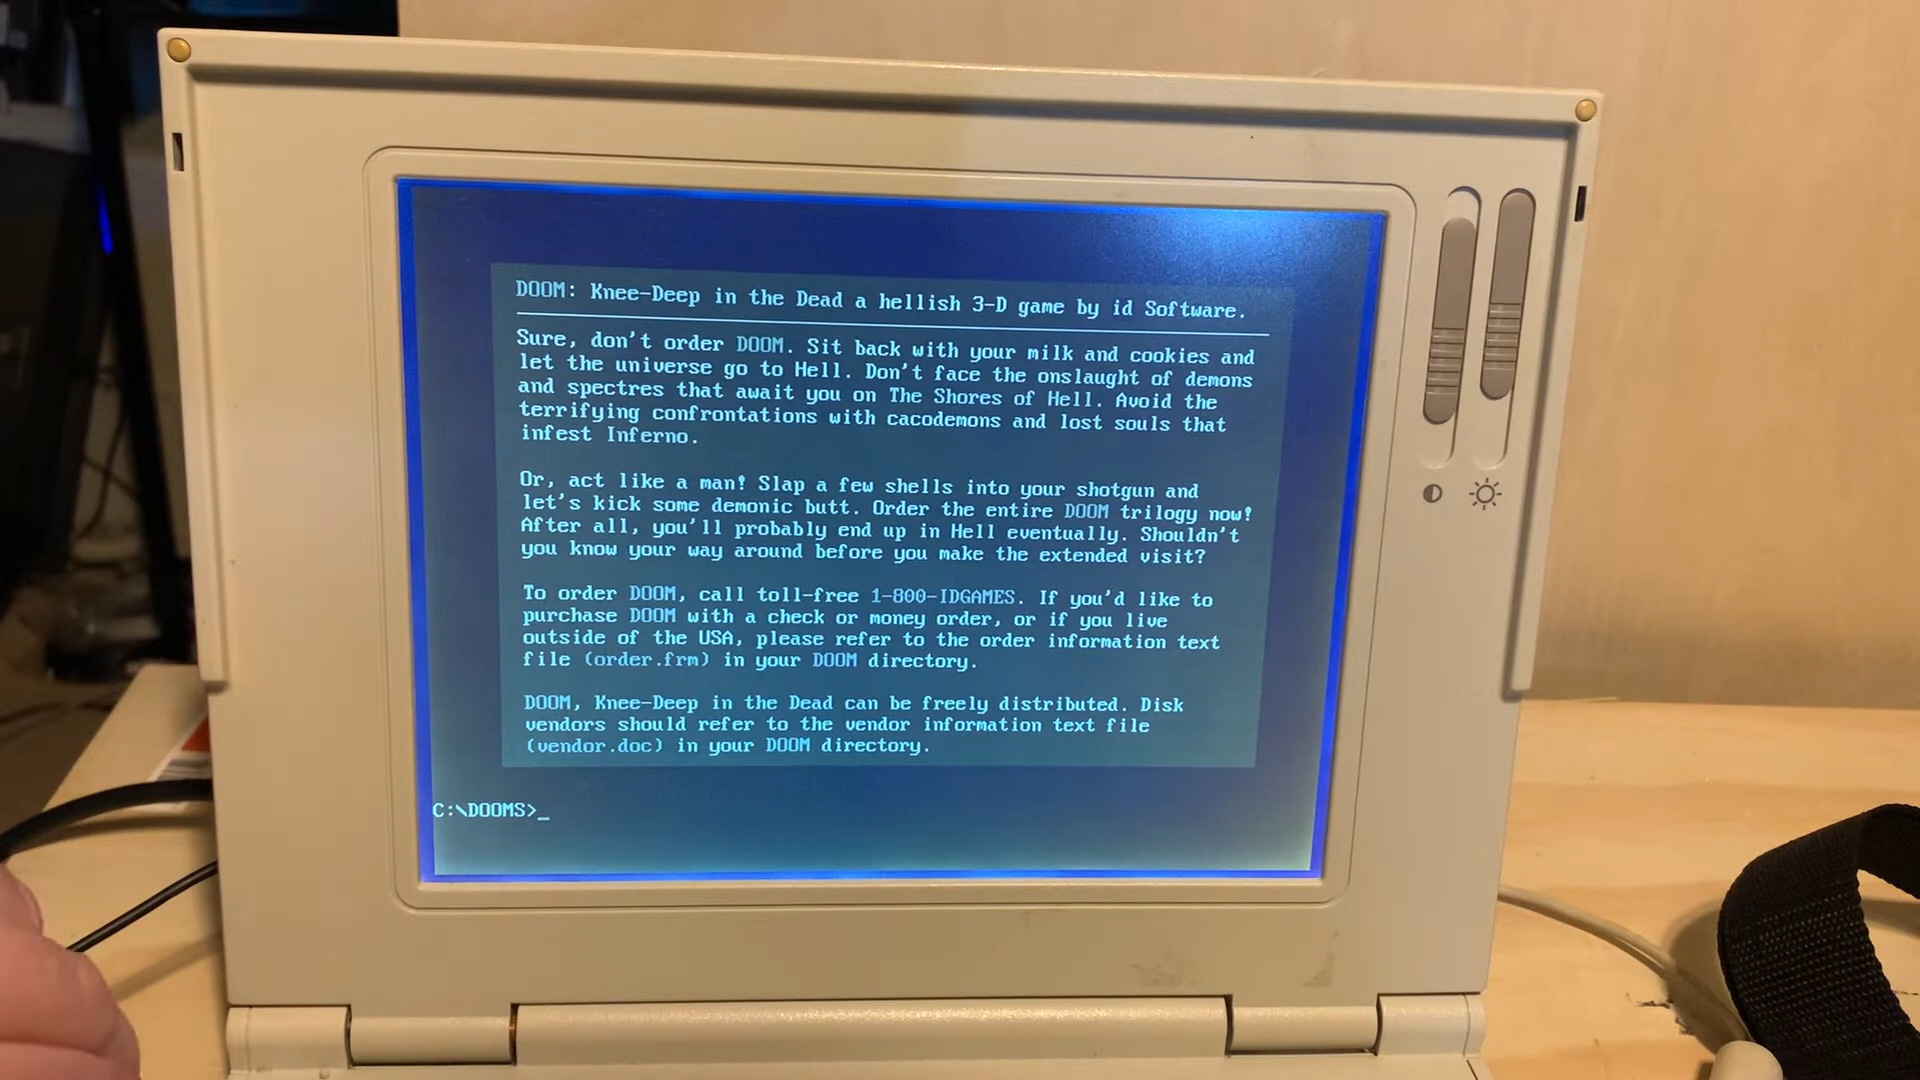 DOOM: Knee-Deep in the Dead a hellish 3-D game by id Software.
Sure, don't order DOOM. Sit back with your milk and cookies and
let the universe go to Hell. Don't face the onslaught of demons
and spectres that await you on The Shores of Hell. Avoid the
terrifying confrontations with cacodemons and lost souls that
infest Inferno.
Or, act like a man! Slap a few shells into your shotgun and
let's kick some demonic butt. Order the entire DOOM trilogy now!
After all, you'll probably end up in Hell eventually. Shouldn't
you know your way around before you make the extended visit?
To order DOOM, call toll-free 1-800-IDGAMES. If you'd like to
purchase DOOM with a check or money order, or if you live
outside of the USA, please refer to the order information text
file (order.frm) in your DOOM directory.
DOOM, Knee-Deep in the Dead can be freely distributed. Disk
vendors should refer to the vendor information text file
(vendor.doc) in your DOOM directory.
C:\DOOMS>_